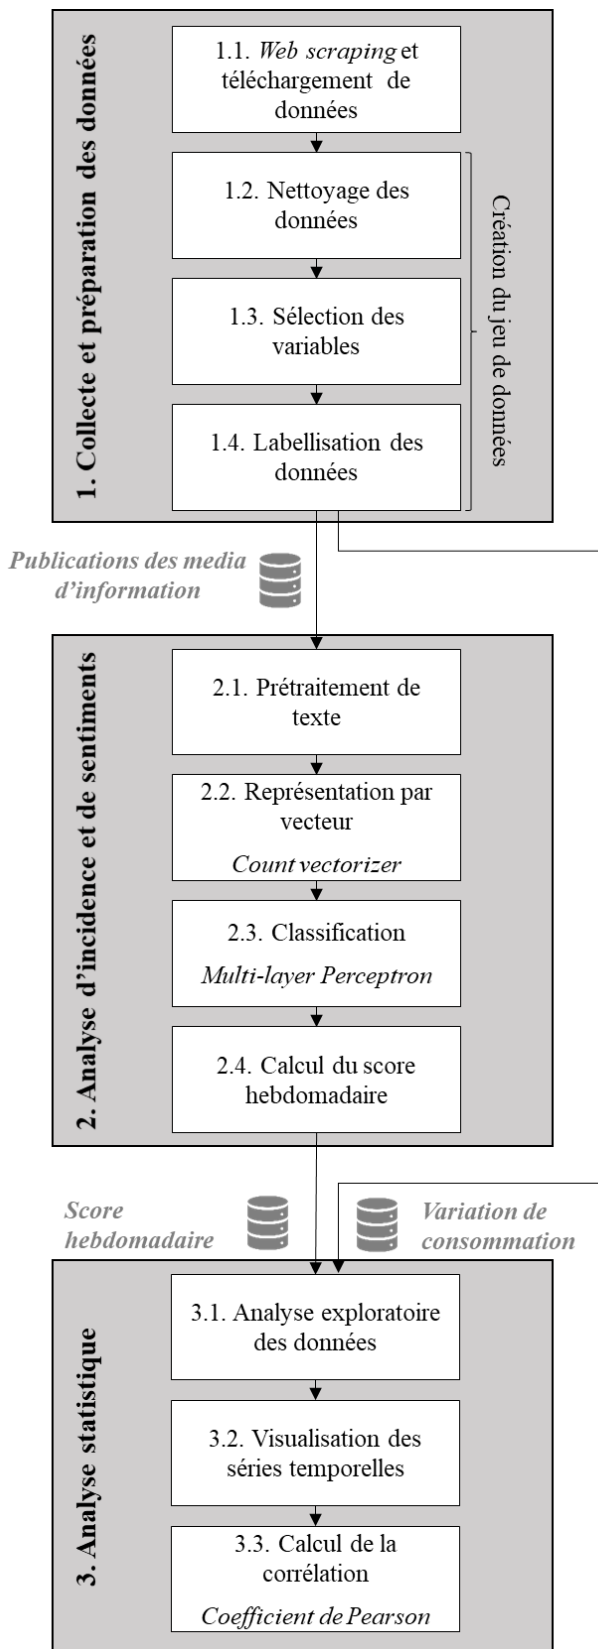 1. Collecte et préparation des données
1.1. Web scraping et
téléchargement de
données
1.2. Nettoyage des
données
1.3. Sélection des
variables
1.4. Labellisation des
données
Création du jeu de données
Publications des media
d’information
2. Analyse d’incidence et de sentiments
2.1. Prétraitement de
texte
2.2. Représentation par
vecteur
Count vectorizer
2.3. Classification
Multi-layer Perceptron
2.4. Calcul du score
hebdomadaire
Score
hebdomadaire
Variation de
consommation
3. Analyse statistique
3.1. Analyse exploratoire
des données
3.2. Visualisation des
séries temporelles
3.3. Calcul de la
corrélation
Coefficient de Pearson